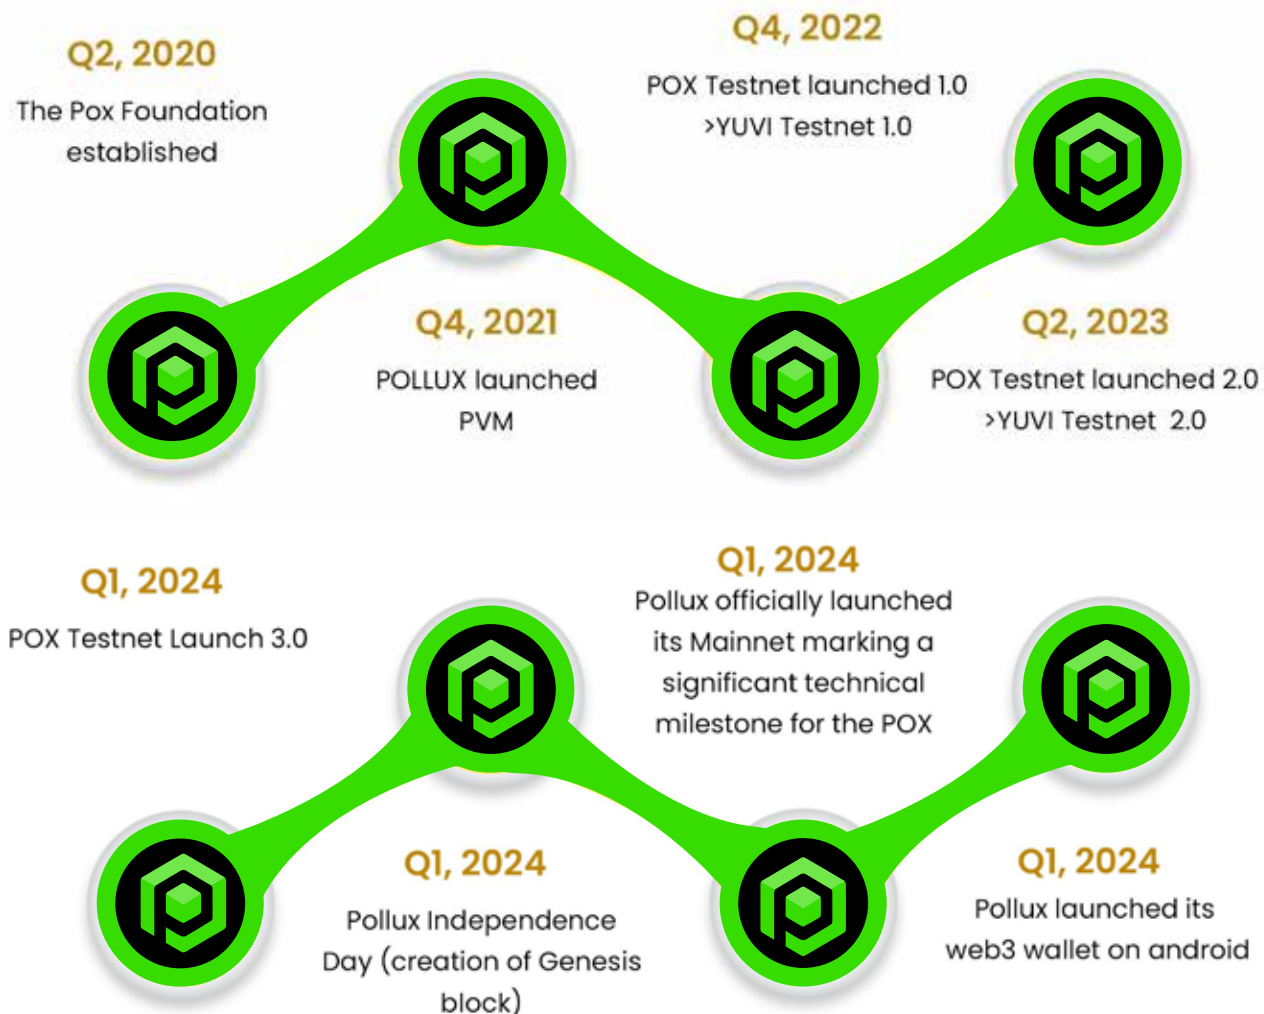 Q2, 2020
The Pox Foundation
established
Q4, 2021
POLLUX launched
PVM
Q4, 2022
POX Testnet launched 1.0
>YUVI Testnet 1.0
Q2, 2023
POX Testnet launched 2.0
>YUVI Testnet  2.0
Q1, 2024
POX Testnet Launch 3.0
Q1, 2024
Pollux Independence
Day (creation of Genesis
block)
Q1, 2024
Pollux officially launched
its Mainnet marking a
significant technical
milestone for the POX
Q1, 2024
Pollux launched its
web3 wallet on android